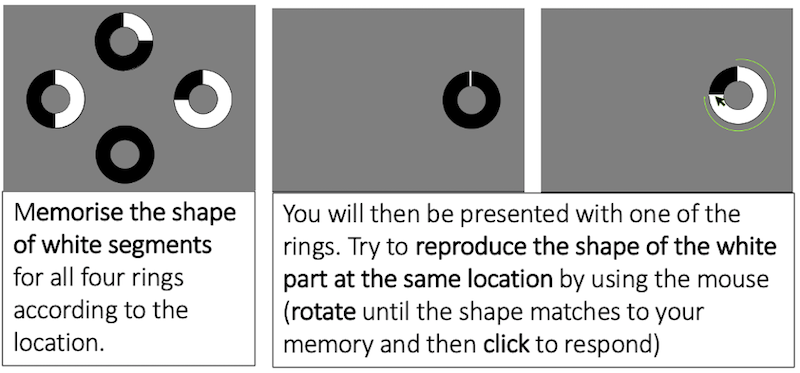 Memorise the shape
of white segments
for all four rings
according to the
location.
You will then be presented with one of the
rings. Try to reproduce the shape of the white
part at the same location by using the mouse
(rotate until the shape matches to your
memory and then click to respond)